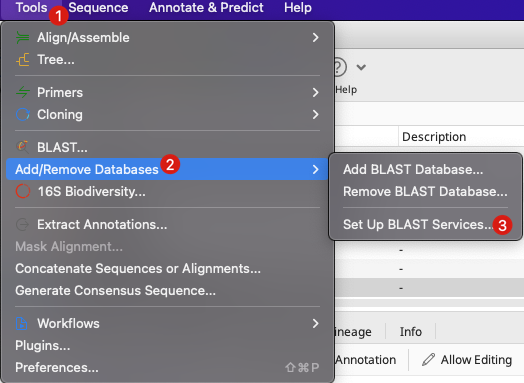 Tools Sequence Annotate & Predict Help
1
Align/Assemble
Tree...
Help
Primers
Cloning
Description
BLAST...
Add/Remove Databases 2
Add BLAST Database...
16S Biodiversity...
Remove BLAST Database...
Extract Annotations...
Set Up BLAST Services... 3
Mask Alignment...
-
Concatenate Sequences or Alignments...
-
Generate Consensus Sequence...
-
Workflows
ineage Info
Plugins...
Preferences... ⇧⌘P
Annotation Allow Editing